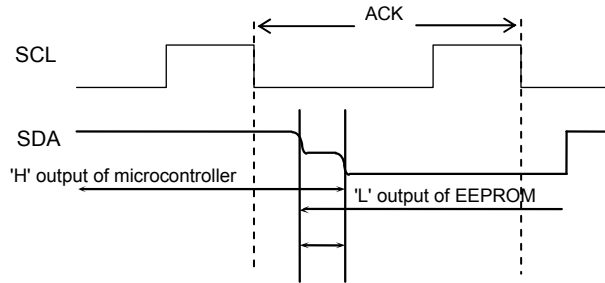 ACK
SCL
SDA
'H' output of microcontroller
'L' output of EEPROM